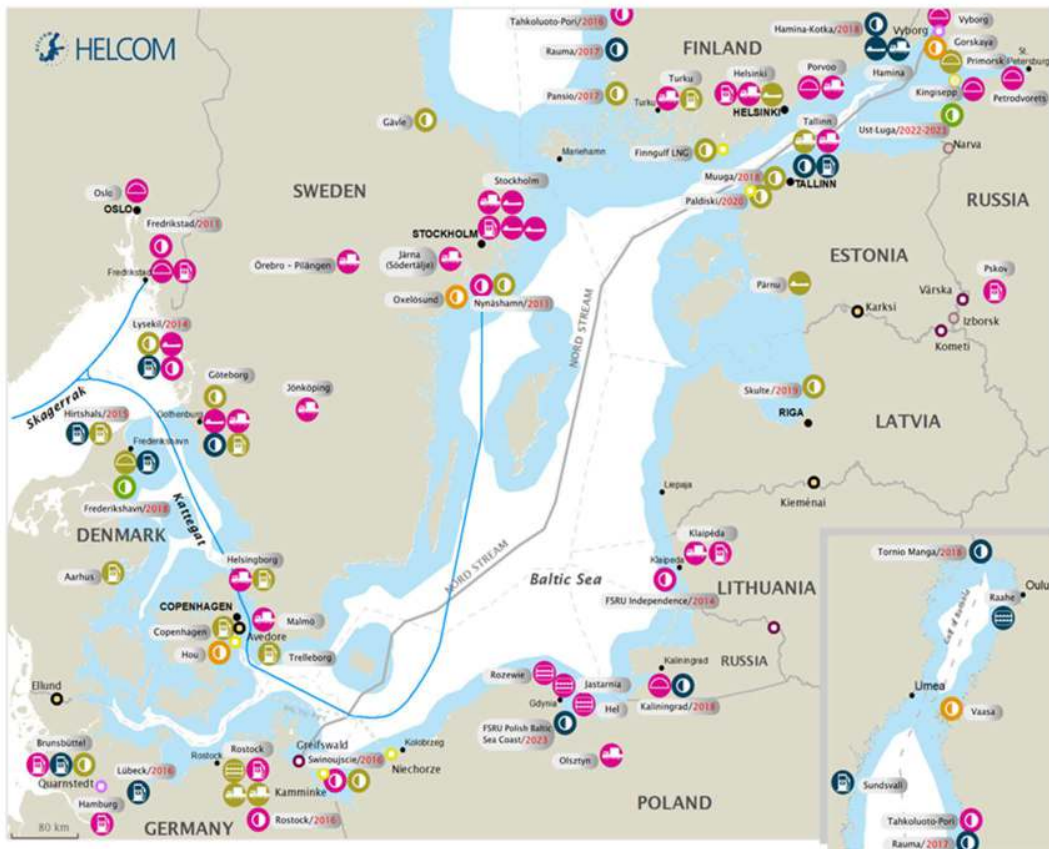 HELCOM
Tahkoluoto-Pori/2016
Rauma/2017
FINLAND
Hamina-Kotka/2018
Vyborg
Vyborg
Gorskaya
St.
Petersburg
Primorsk
Hamina
Kingisepp
Petrodvorets
Ust-Luga/2022-2023
Narva
Pansio/2017
Turku
Turku
Helsinki
HELSINKI
Porvoo
Tallinn
Gävle
Mariehamn
Finngulf LNG
Muuga/2018
TALLINN
Paldiski/2020
RUSSIA
SWEDEN
Stockholm
STOCKHOLM
Oslo
OSLO
Fredrikstad/2011
Fredrikstad
Örebro - Pilängen
Järna
(Södertälje)
Oxelösund
Nynäshamn/2011
ESTONIA
Pärnu
Värska
Pskov
Karksi
Izborsk
Kometi
Lysekil/2014
Göteborg
Gothenburg
Jönköping
NORD STREAM
Skulte/2019
RIGA
LATVIA
Skagerrak
Hirtshals/2015
Frederikshavn
Frederikshavn/2018
Kattegat
Liepaja
Kiemėnai
DENMARK
Aarhus
Helsingborg
NORD STREAM
Baltic Sea
Klaipėda
Klaipeda
FSRU Independence/2014
LITHUANIA
COPENHAGEN
Copenhagen
Avedore
Malmö
Hou
Trelleborg
RUSSIA
Rozewie
Jastarnia
Gdynia
Hel
Kaliningrad
Kaliningrad/2018
FSRU Polish Baltic
Sea Coast/2023
Olsztyn
Ellund
Brunsbüttel
Lübeck/2016
Quarnstedt
Hamburg
Rostock
Rostock
Greifswald
Swinoujscie/2016
Kolobrzeg
Niechorze
Kamminke
Rostock/2016
80 km
GERMANY
POLAND
Tornio Manga/2018
Oulu
Raahe
Gulf of Bothnia
Umea
Vaasa
Sundsvall
Tahkoluoto-Pori
Rauma/2017